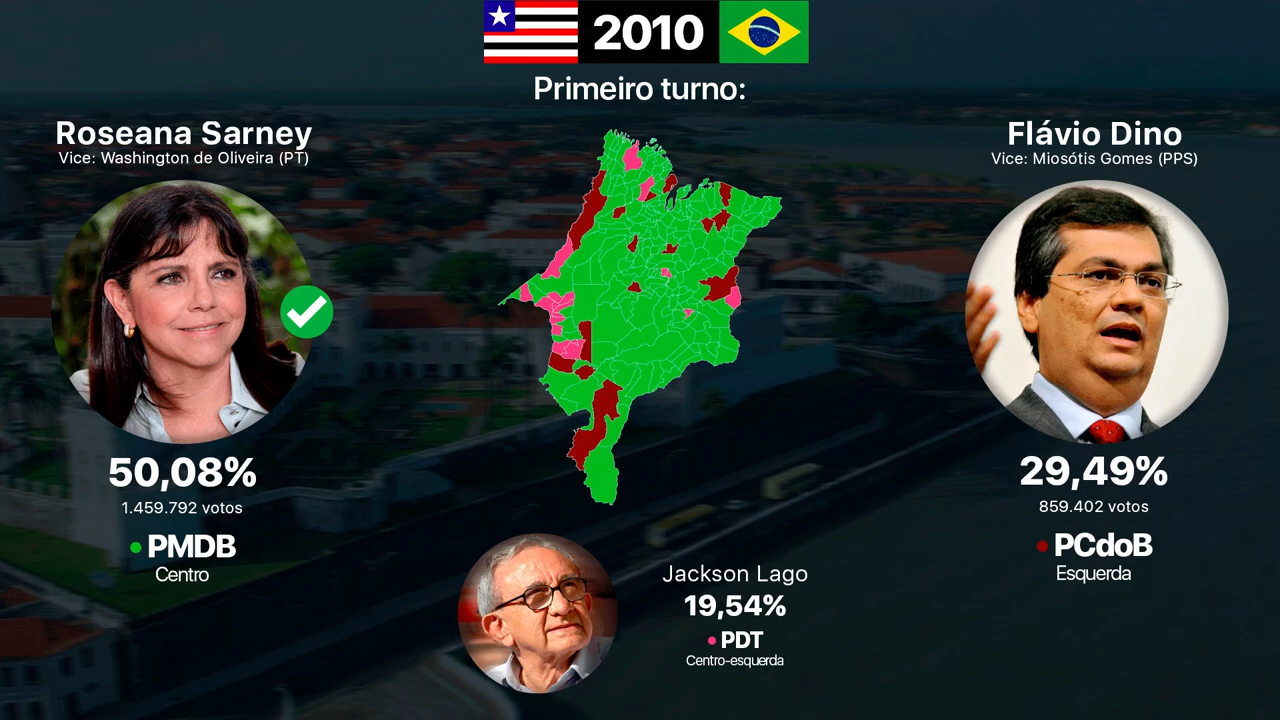 2010
Primeiro turno:
Roseana Sarney
Vice: Washington de Oliveira (PT)
50,08%
1.459.792 votos
PMDB
Centro
Flávio Dino
Vice: Miosótis Gomes (PPS)
29,49%
859.402 votos
PCdoB
Esquerda
Jackson Lago
19,54%
PDT
Centro-esquerda